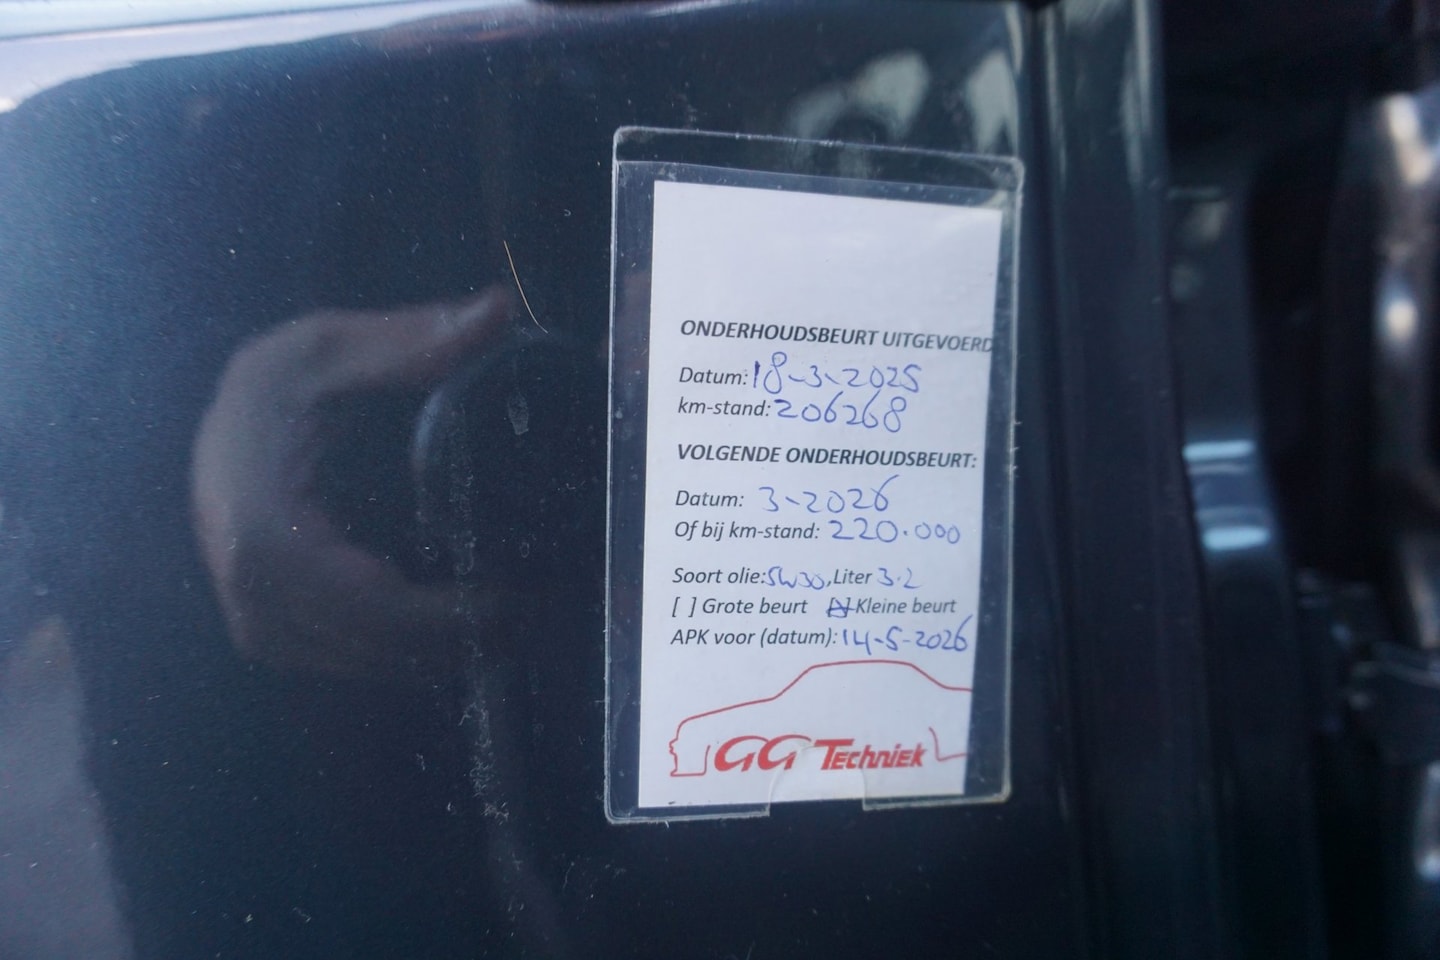 ONDERHOUDSBEURT UITGEVOERD
Datum: 18-3-2025
km-stand: 206268
VOLGENDE ONDERHOUDSBEURT:
Datum: 3-2026
Of bij km-stand: 220.000
Soort olie: 5W30, Liter 3.2
[ ] Grote beurt [X] Kleine beurt
APK voor (datum): 14-5-2026
GG Techniek